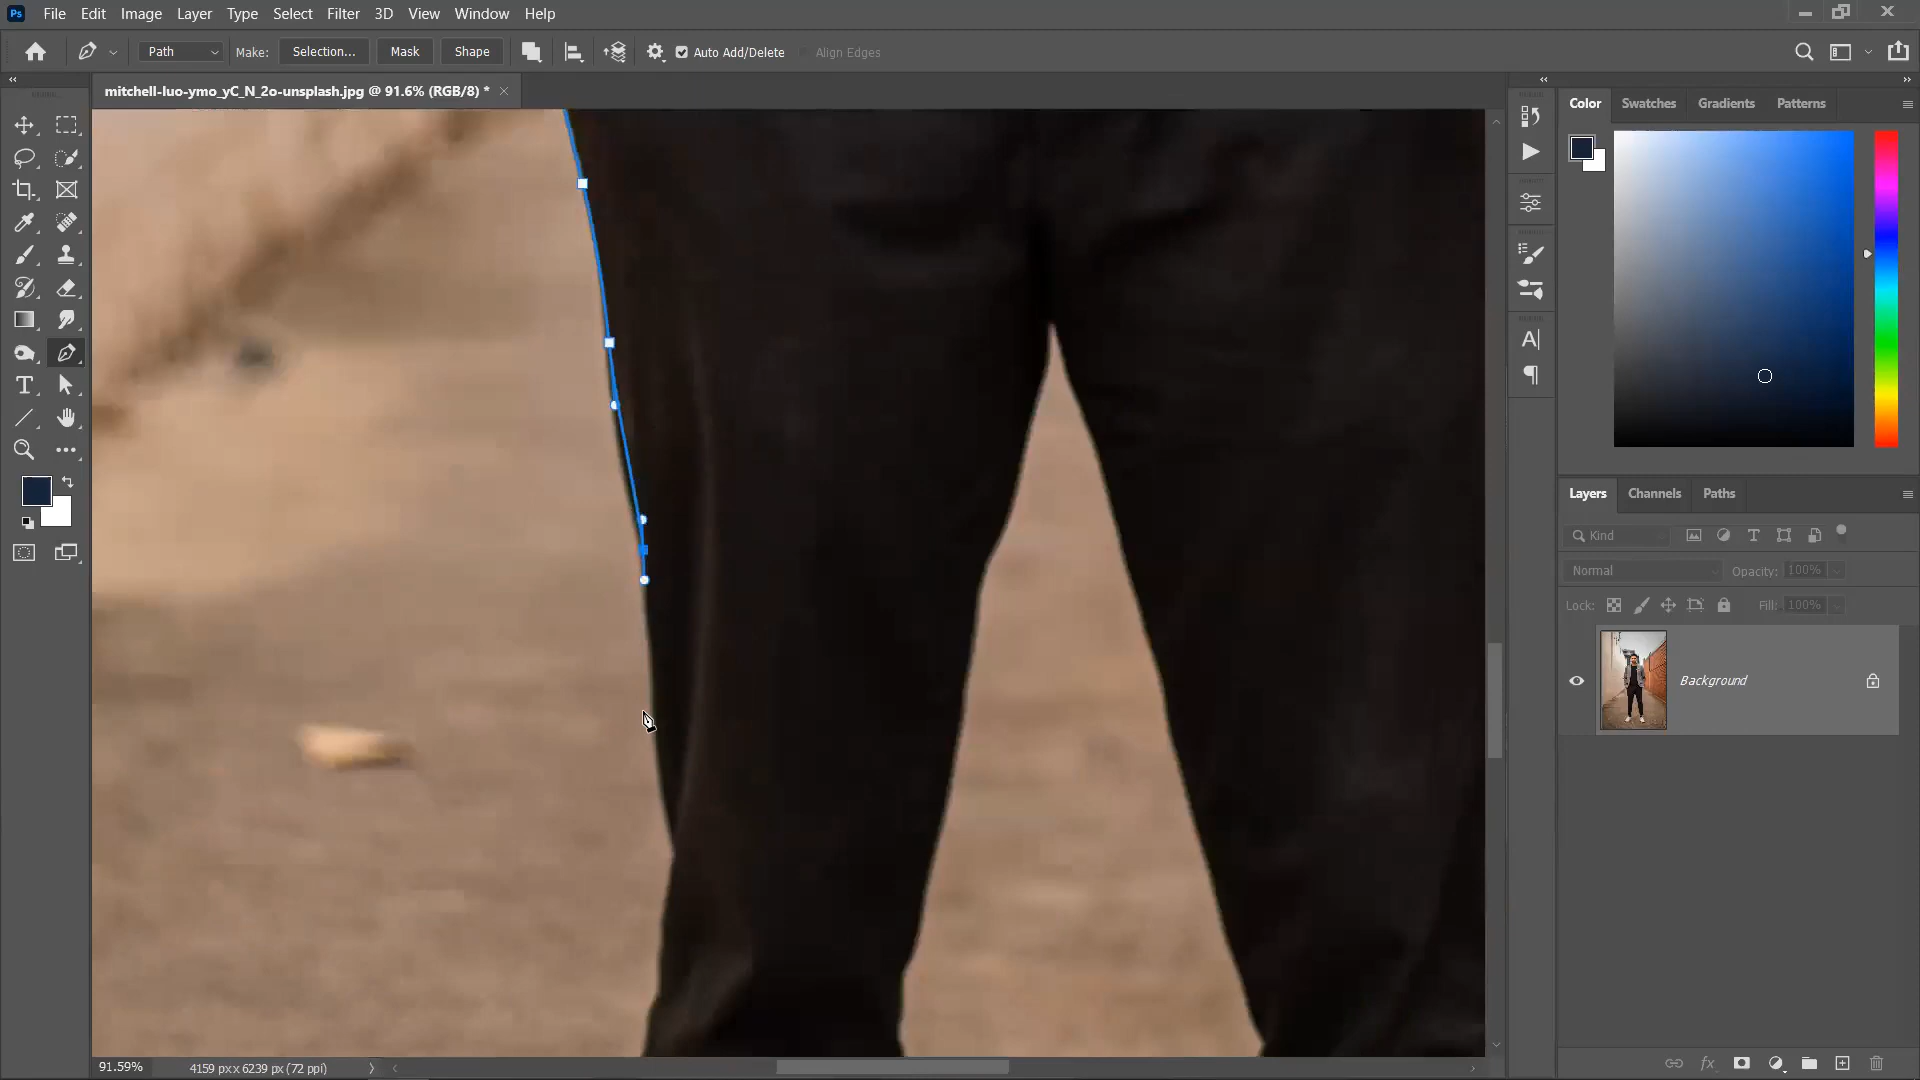 Ps File Edit Image Layer Type Select Filter 3D View Window Help
Path Make: Selection... Mask Shape Auto Add/Delete Align Edges
mitchell-luo-ymo_yC_N_2o-unsplash.jpg @ 91.6% (RGB/8) *
Color Swatches Gradients Patterns
Layers Channels Paths
Kind
Normal Opacity: 100%
Lock: Fill: 100%
Background
91.59% 4159 px x 6239 px (72 ppi)